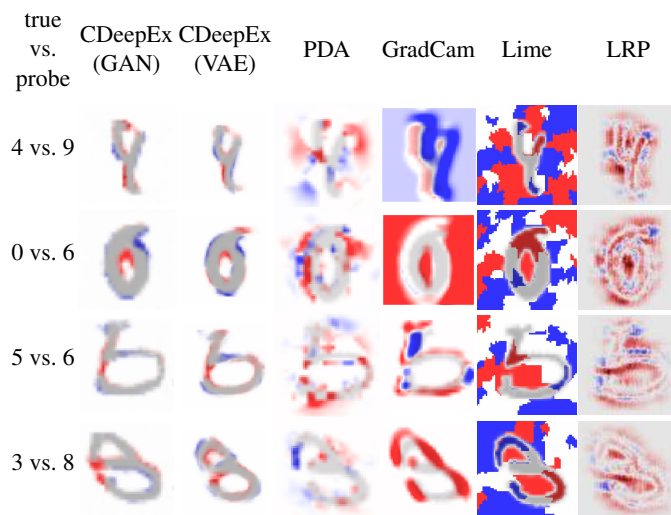 true vs. probe
CDeepEx (GAN)
CDeepEx (VAE)
PDA
GradCam
Lime
LRP
4 vs. 9
0 vs. 6
5 vs. 6
3 vs. 8